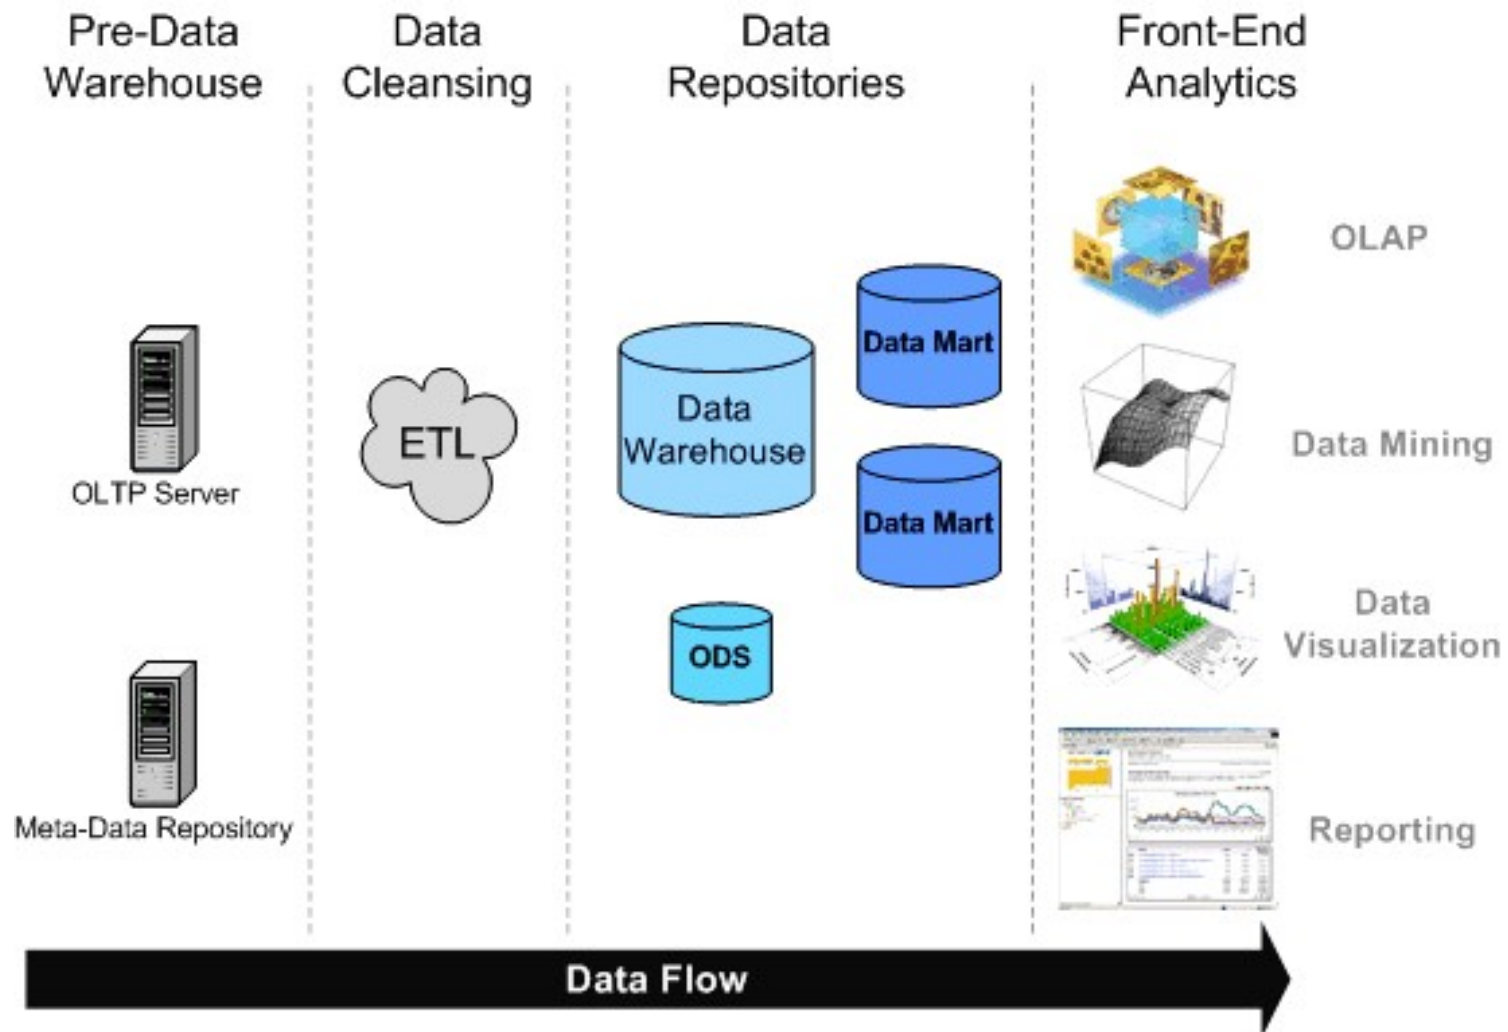 Pre-Data
Warehouse
Data
Cleansing
Data
Repositories
Front-End
Analytics
OLTP Server
Meta-Data Repository
ETL
Data
Warehouse
Data Mart
Data Mart
ODS
OLAP
Data Mining
Data
Visualization
Reporting
Data Flow